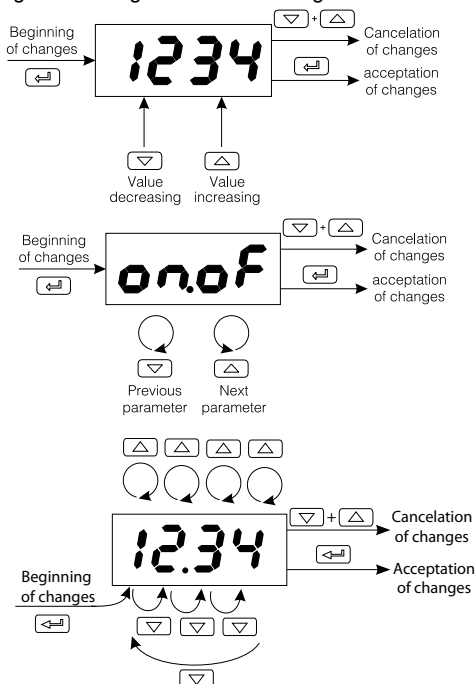 Beginning
of changes
1234
+
Cancelation
of changes
acceptation
of changes
Value
decreasing
Value
increasing
Beginning
of changes
on.oF
+
Cancelation
of changes
acceptation
of changes
Previous
parameter
Next
parameter
12.34
+
Cancelation
of changes
Acceptation
of changes
Beginning
of changes